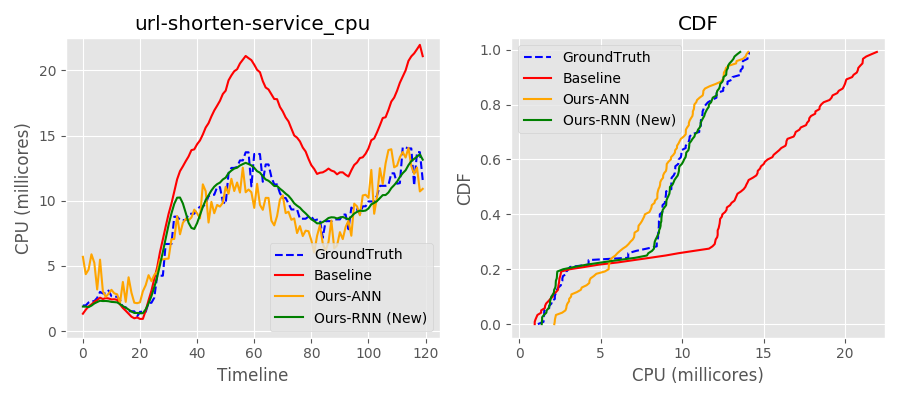 url-shorten-service_cpu
CPU (millicores)
20
15
10
5
0
0 20 40 60 80 100 120
Timeline
GroundTruth
Baseline
Ours-ANN
Ours-RNN (New)
CDF
CDF
1.0
0.8
0.6
0.4
0.2
0.0
0 5 10 15 20
CPU (millicores)
GroundTruth
Baseline
Ours-ANN
Ours-RNN (New)